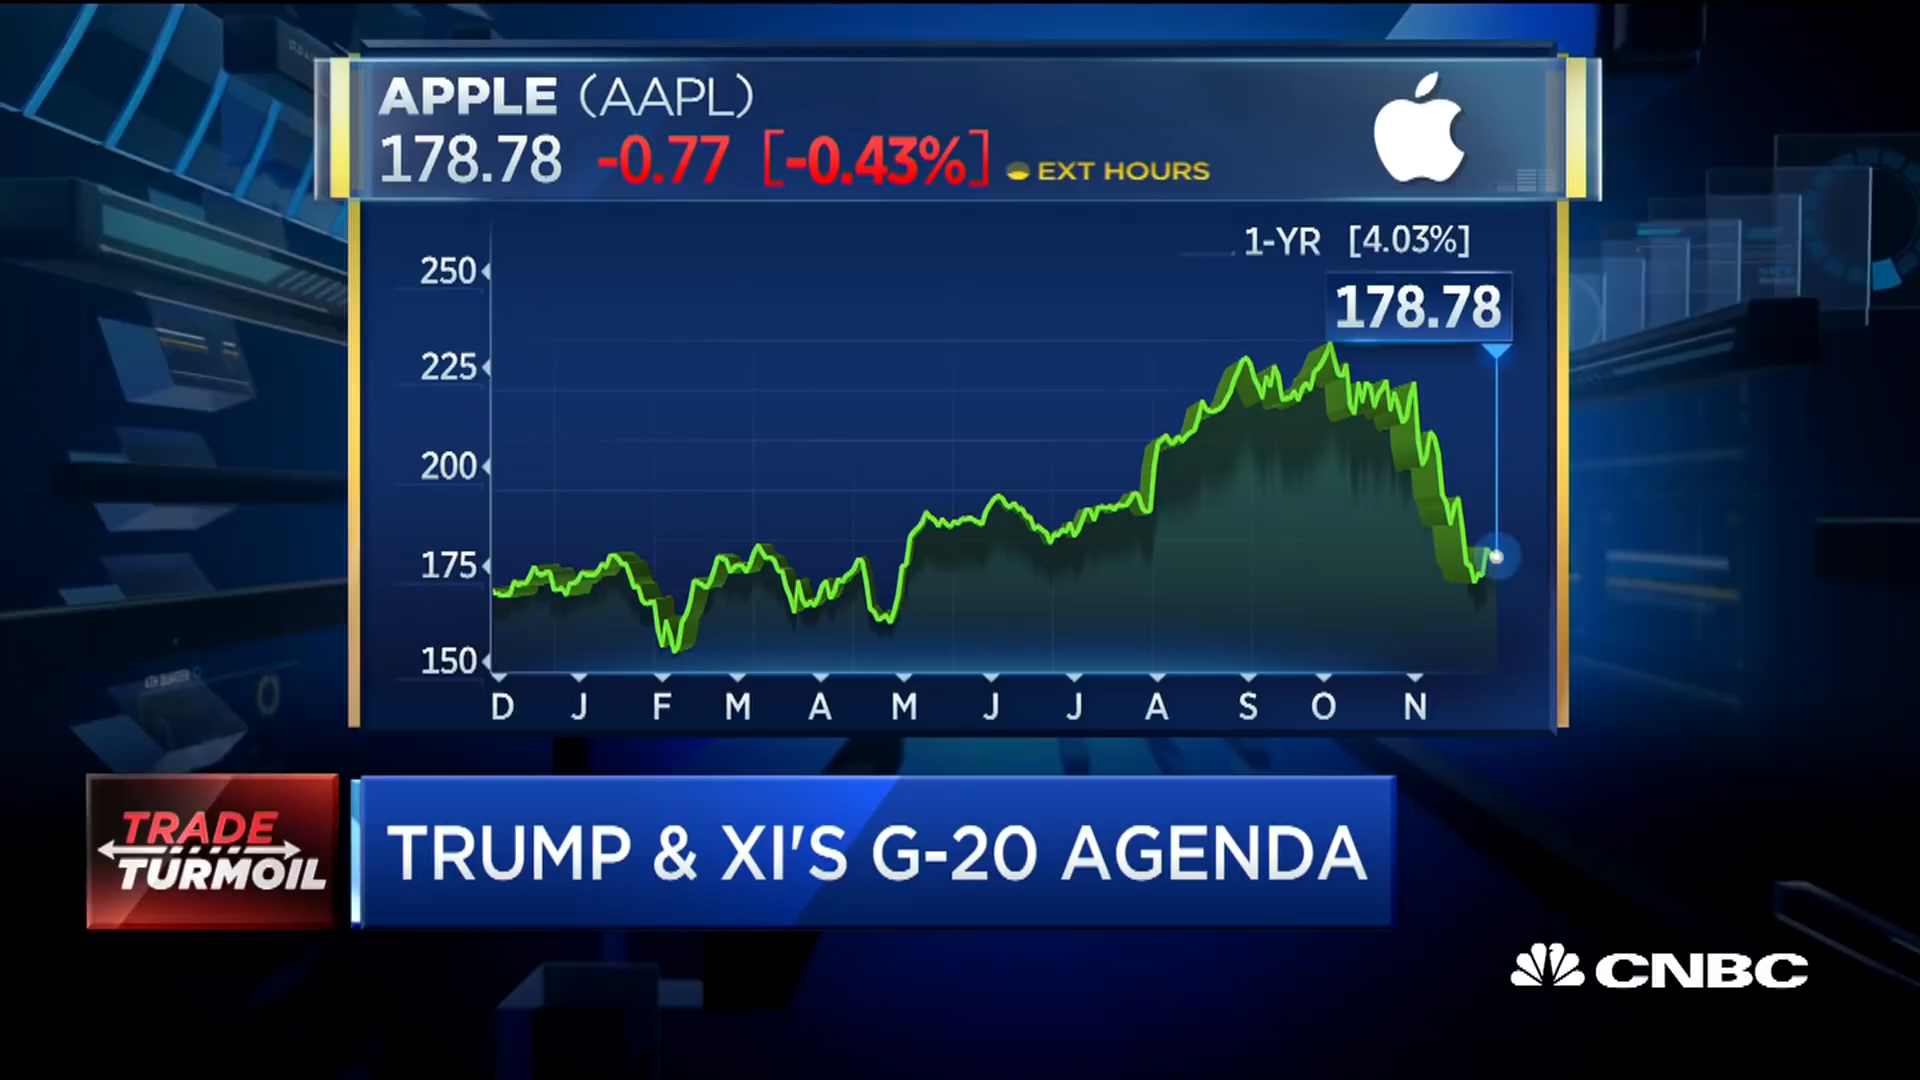 APPLE (AAPL)
178.78 -0.77 [-0.43%] EXT HOURS
1-YR [4.03%]
178.78
250
225
200
175
150
D J F M A M J J A S O N
TRADE
TURMOIL
TRUMP & XI'S G-20 AGENDA
CNBC